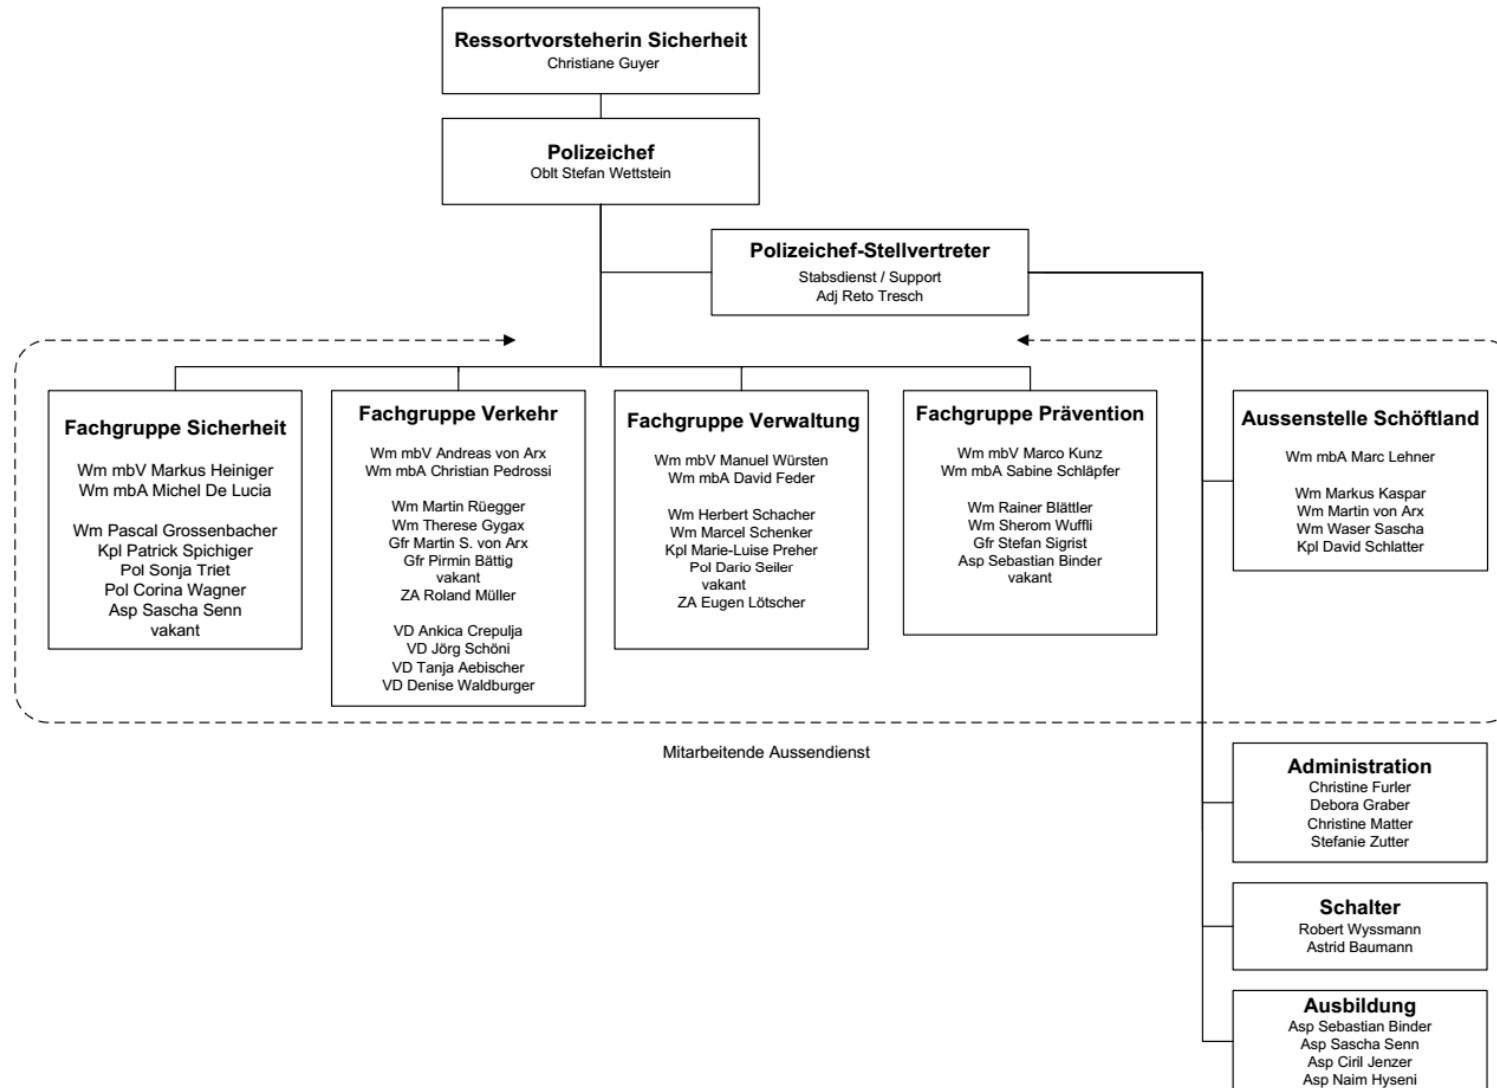 Ressortvorsteherin Sicherheit
Christiane Guyer
Polizeichef
Oblt Stefan Wettstein
Polizeichef-Stellvertreter
Stabsdienst / Support
Adj Reto Tresch
Fachgruppe Sicherheit
Wm mbV Markus Heiniger
Wm mbA Michel De Lucia
Wm Pascal Grossenbacher
Kpl Patrick Spichiger
Pol Sonja Triet
Pol Corina Wagner
Asp Sascha Senn
vakant
Fachgruppe Verkehr
Wm mbV Andreas von Arx
Wm mbA Christian Pedrossi
Wm Martin Rüegger
Wm Therese Gygax
Gfr Martin S. von Arx
Gfr Pirmin Bättig
vakant
ZA Roland Müller
VD Ankica Crepulja
VD Jörg Schöni
VD Tanja Aebischer
VD Denise Waldburger
Fachgruppe Verwaltung
Wm mbV Manuel Würsten
Wm mbA David Feder
Wm Herbert Schacher
Wm Marcel Schenker
Kpl Marie-Luise Preher
Pol Dario Seiler
vakant
ZA Eugen Lötscher
Fachgruppe Prävention
Wm mbV Marco Kunz
Wm mbA Sabine Schläpfer
Wm Rainer Blättler
Wm Sherom Wuffli
Gfr Stefan Sigrist
Asp Sebastian Binder
vakant
Aussenstelle Schöftland
Wm mbA Marc Lehner
Wm Markus Kaspar
Wm Martin von Arx
Wm Waser Sascha
Kpl David Schlatter
Mitarbeitende Aussendienst
Administration
Christine Furler
Debora Graber
Christine Matter
Stefanie Zutter
Schalter
Robert Wyssmann
Astrid Baumann
Ausbildung
Asp Sebastian Binder
Asp Sascha Senn
Asp Ciril Jenzer
Asp Naim Hyseni